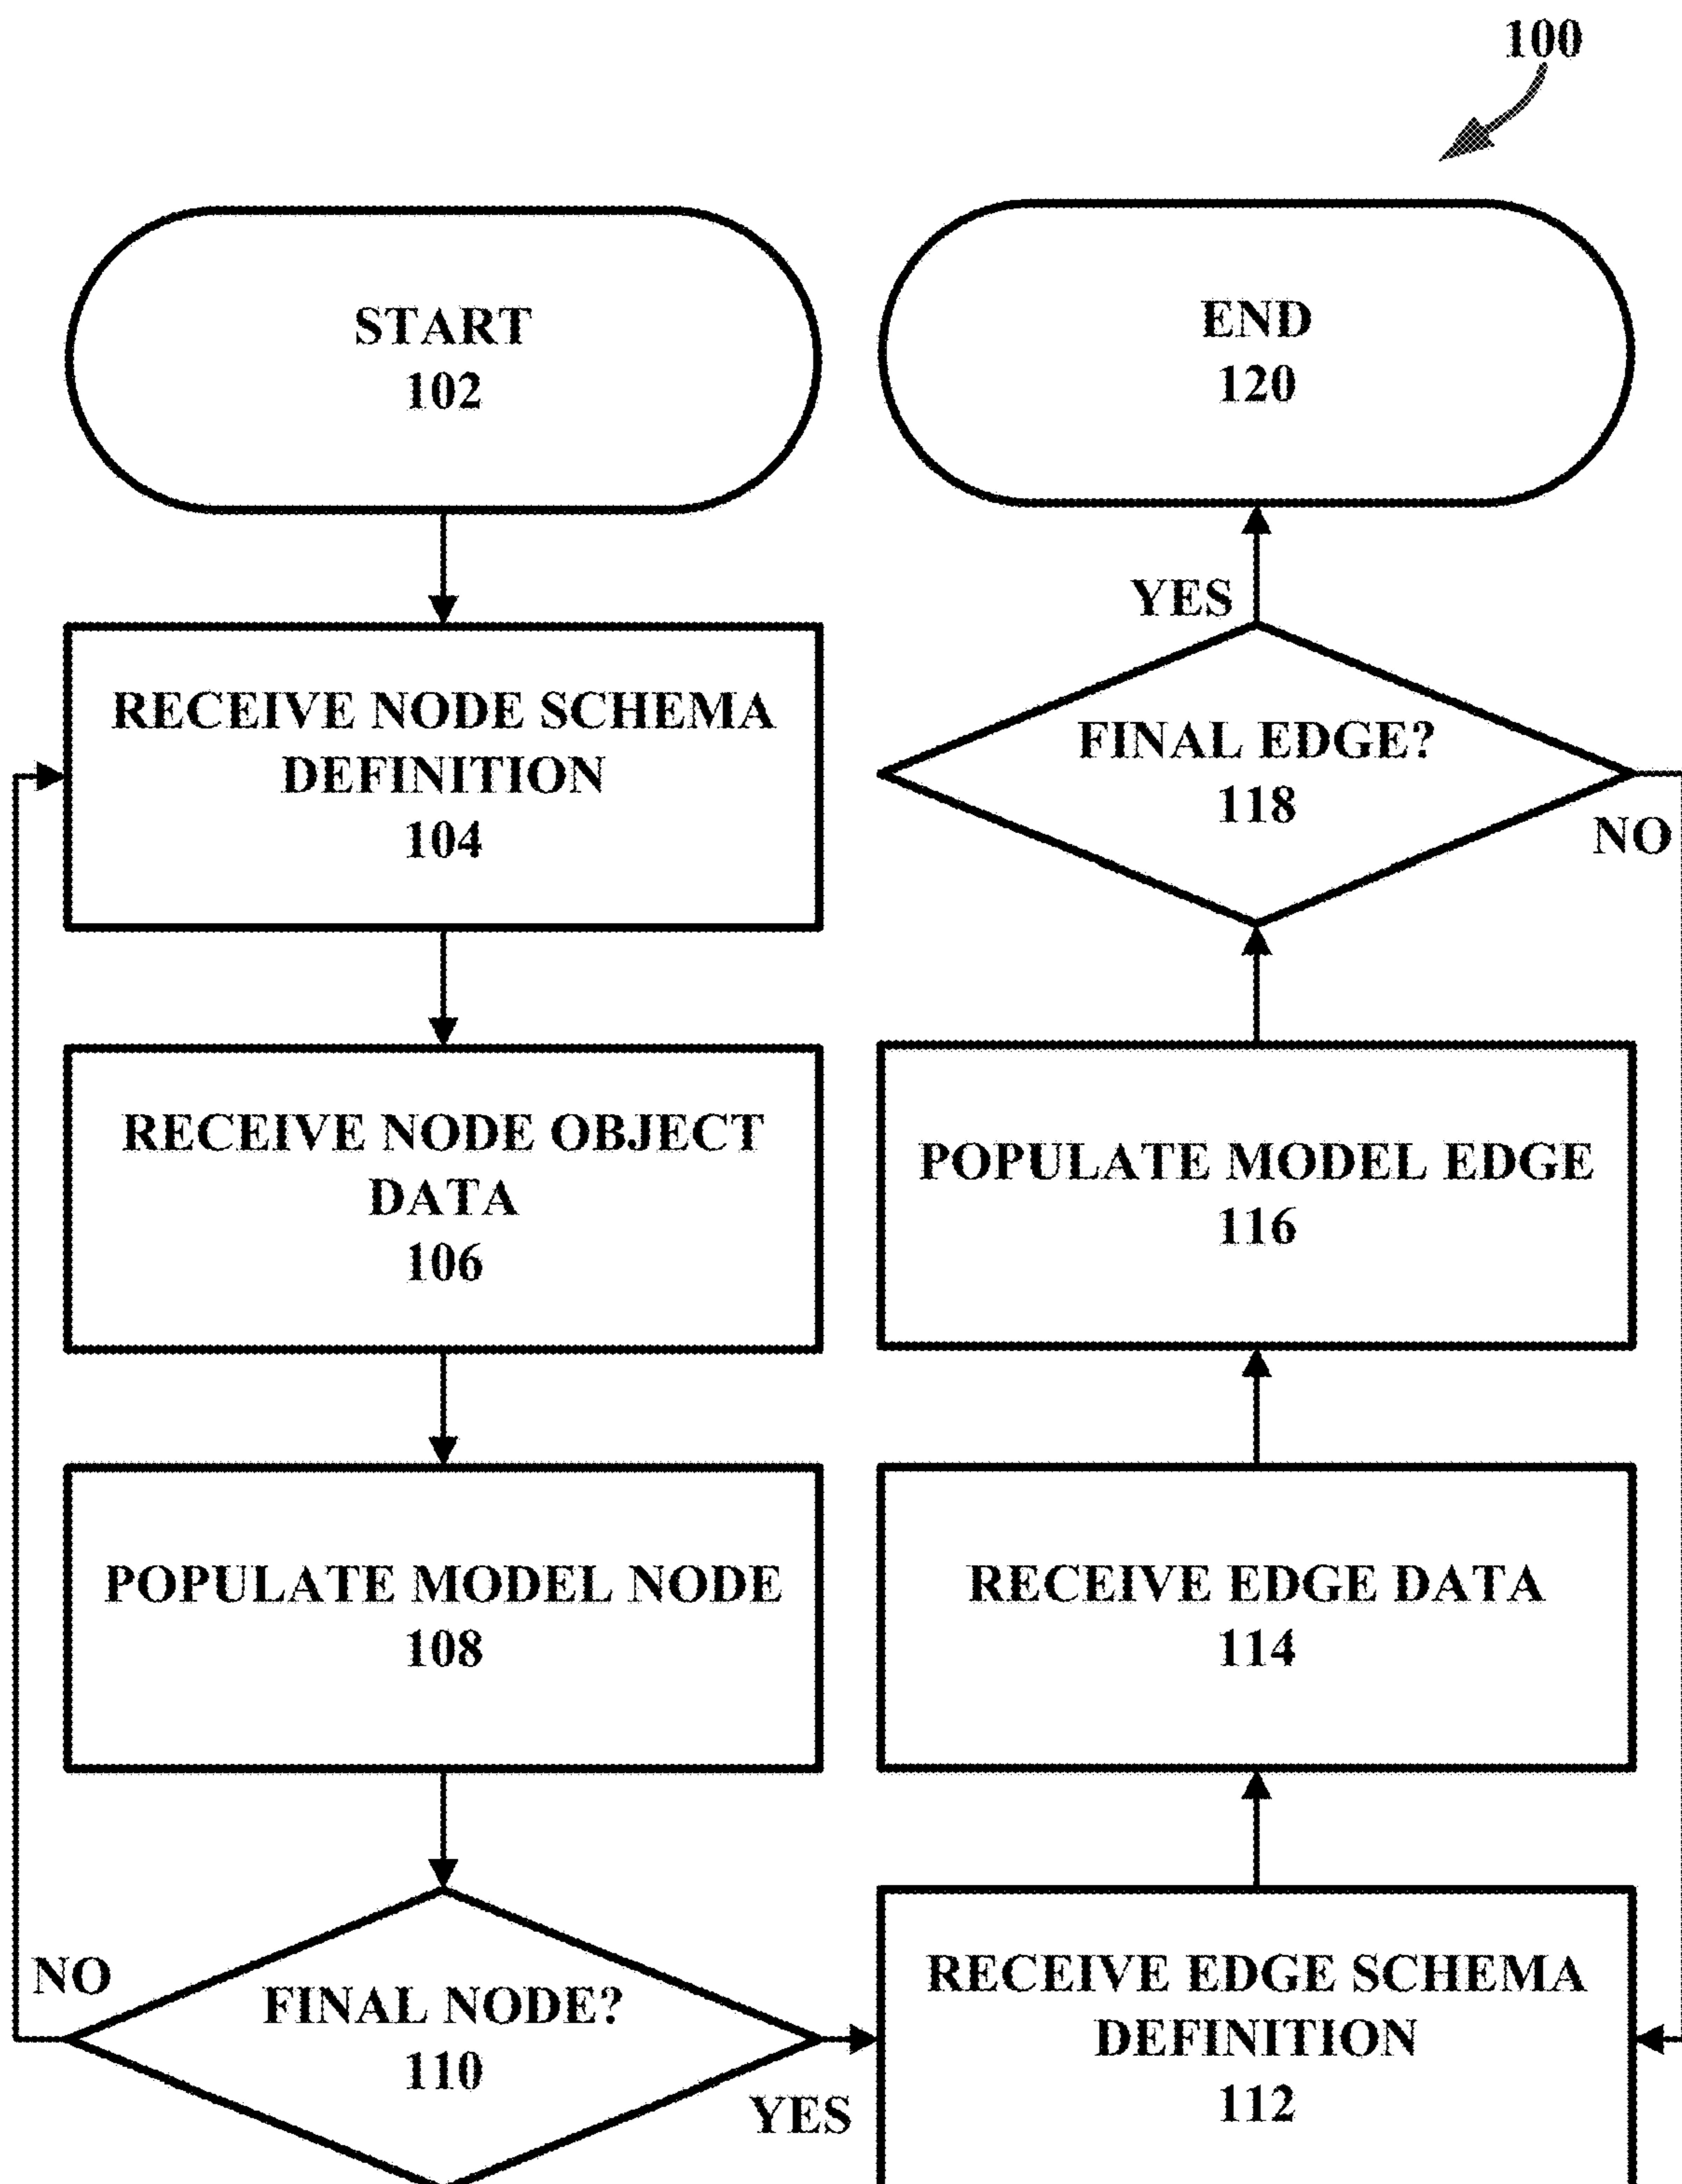 100
START
102
RECEIVE NODE SCHEMA
DEFINITION
104
RECEIVE NODE OBJECT
DATA
106
POPULATE MODEL NODE
108
NO
FINAL NODE?
110
YES
RECEIVE EDGE SCHEMA
DEFINITION
112
RECEIVE EDGE DATA
114
POPULATE MODEL EDGE
116
FINAL EDGE?
118
NO
YES
END
120